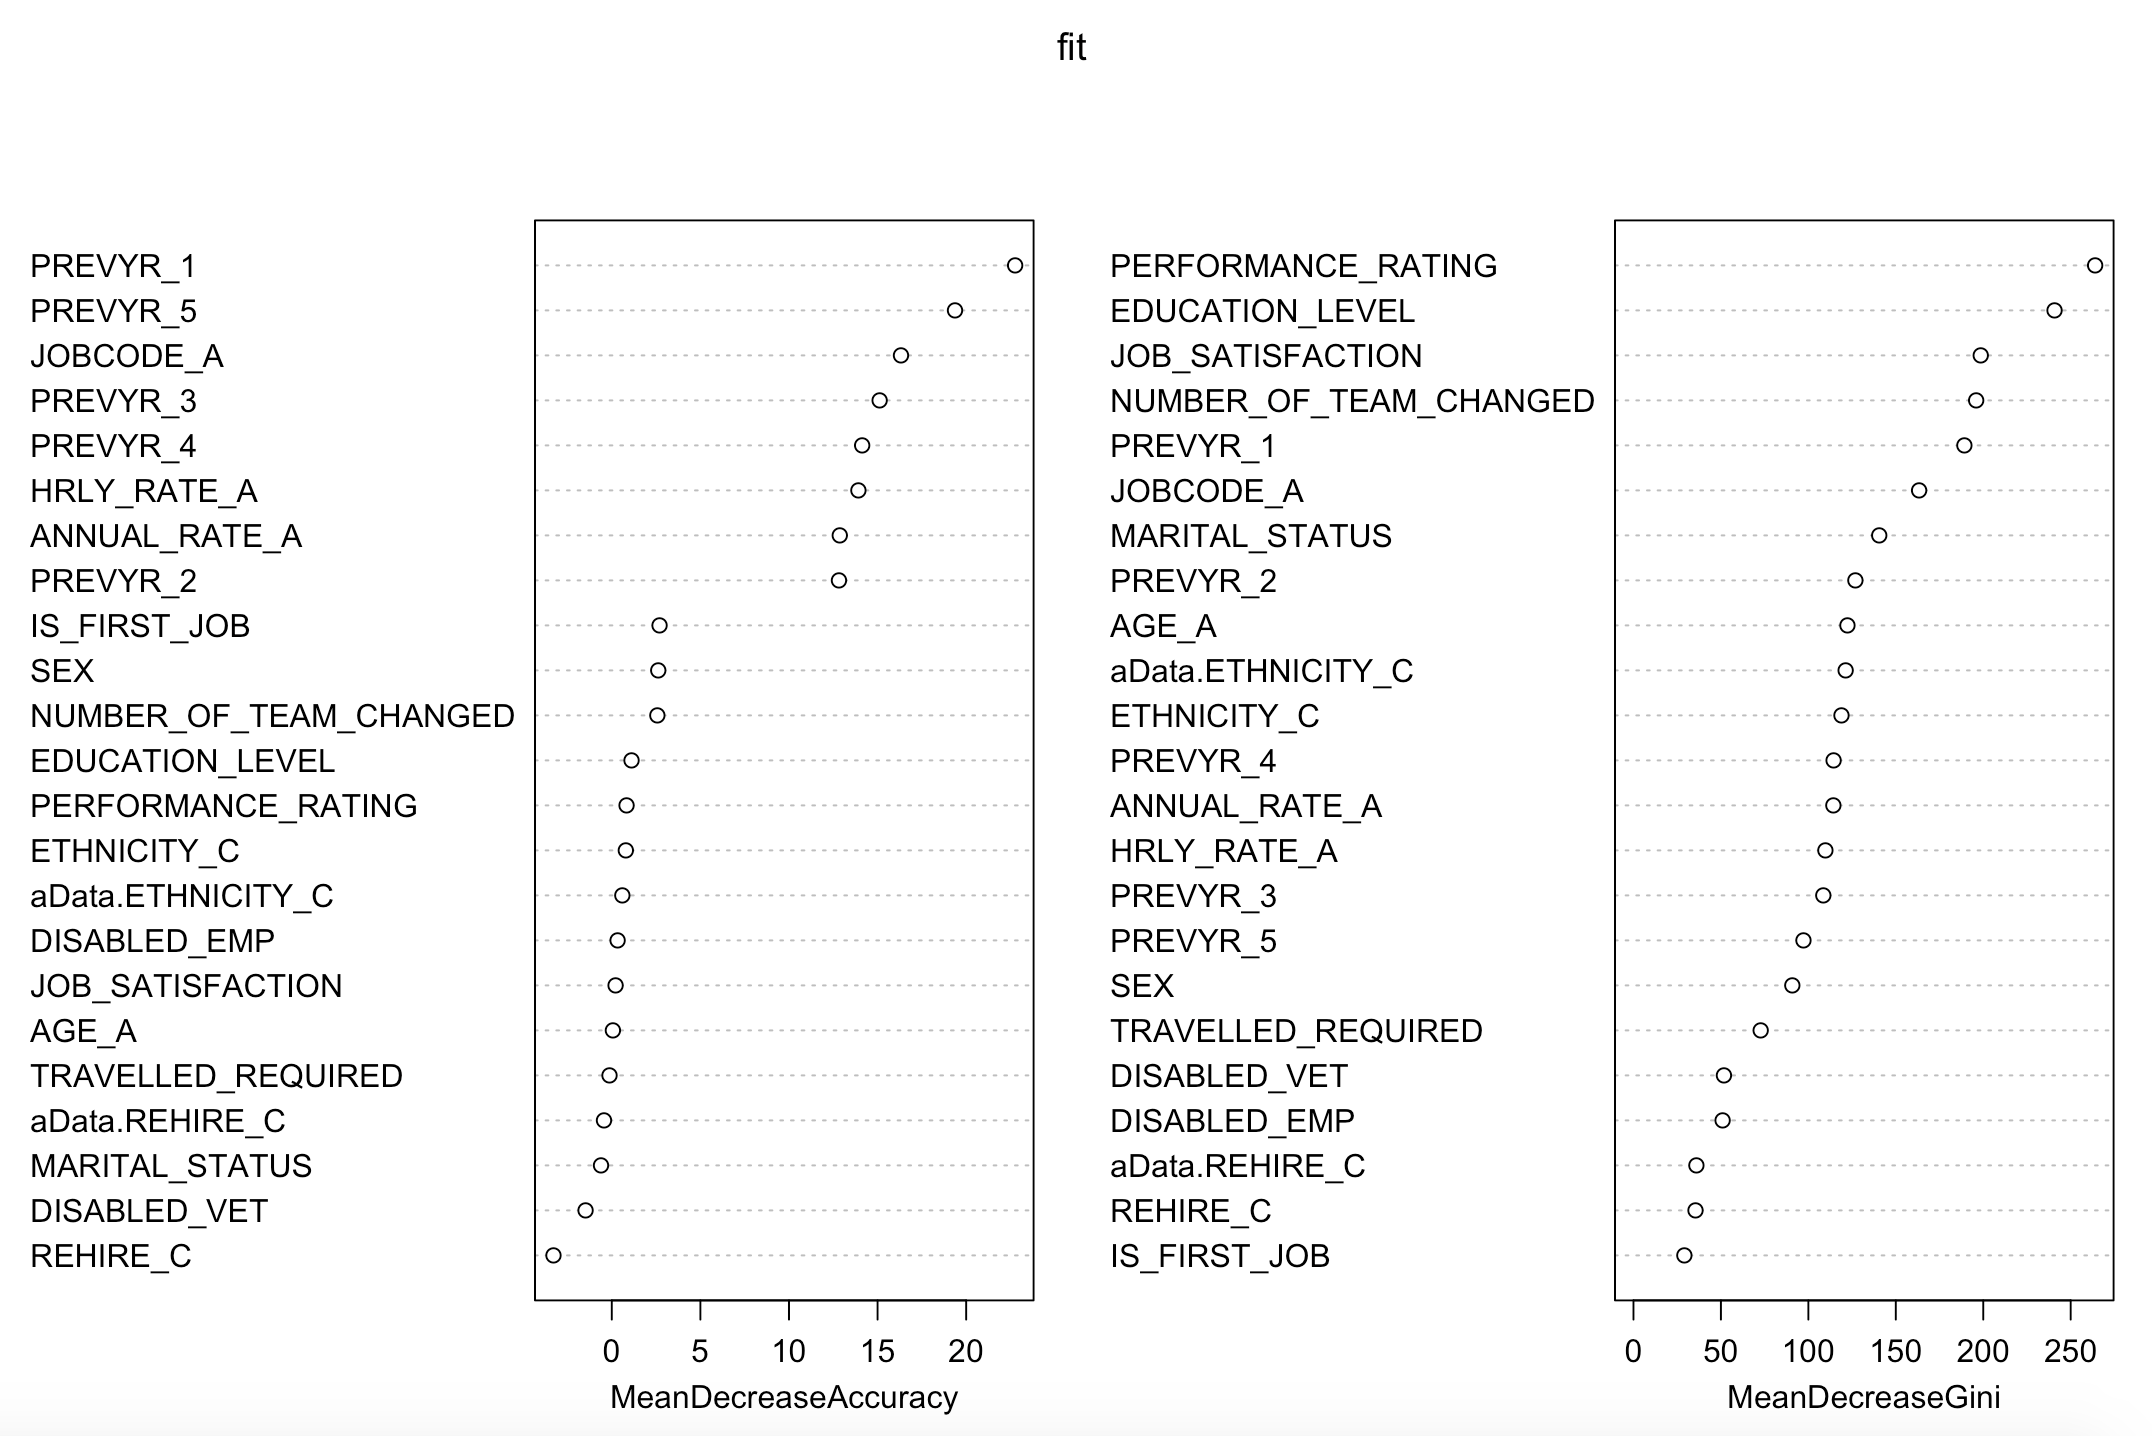 fit
PREVYR_1
PREVYR_5
JOBCODE_A
PREVYR_3
PREVYR_4
HRLY_RATE_A
ANNUAL_RATE_A
PREVYR_2
IS_FIRST_JOB
SEX
NUMBER_OF_TEAM_CHANGED
EDUCATION_LEVEL
PERFORMANCE_RATING
ETHNICITY_C
aData.ETHNICITY_C
DISABLED_EMP
JOB_SATISFACTION
AGE_A
TRAVELLED_REQUIRED
aData.REHIRE_C
MARITAL_STATUS
DISABLED_VET
REHIRE_C
0 5 10 15 20
MeanDecreaseAccuracy
PERFORMANCE_RATING
EDUCATION_LEVEL
JOB_SATISFACTION
NUMBER_OF_TEAM_CHANGED
PREVYR_1
JOBCODE_A
MARITAL_STATUS
PREVYR_2
AGE_A
aData.ETHNICITY_C
ETHNICITY_C
PREVYR_4
ANNUAL_RATE_A
HRLY_RATE_A
PREVYR_3
PREVYR_5
SEX
TRAVELLED_REQUIRED
DISABLED_VET
DISABLED_EMP
aData.REHIRE_C
REHIRE_C
IS_FIRST_JOB
0 50 100 150 200 250
MeanDecreaseGini